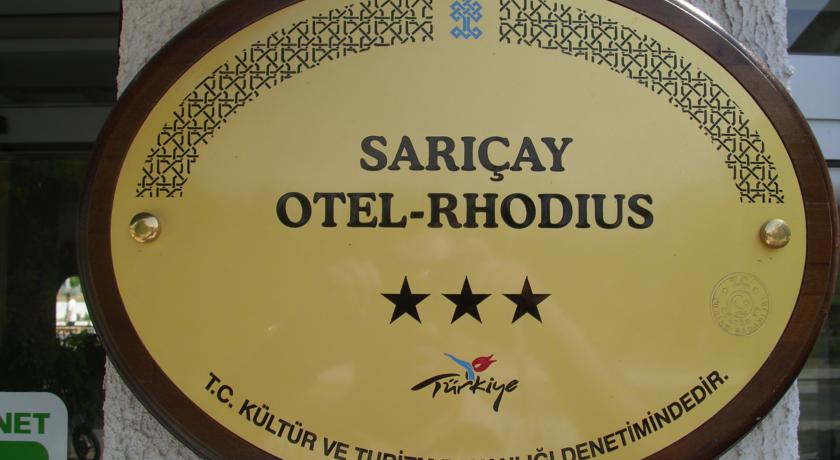 SARIÇAY
OTEL-RHODIUS
Türkiye
T.C. KÜLTÜR VE DENETİMİNDEDİR.
NET